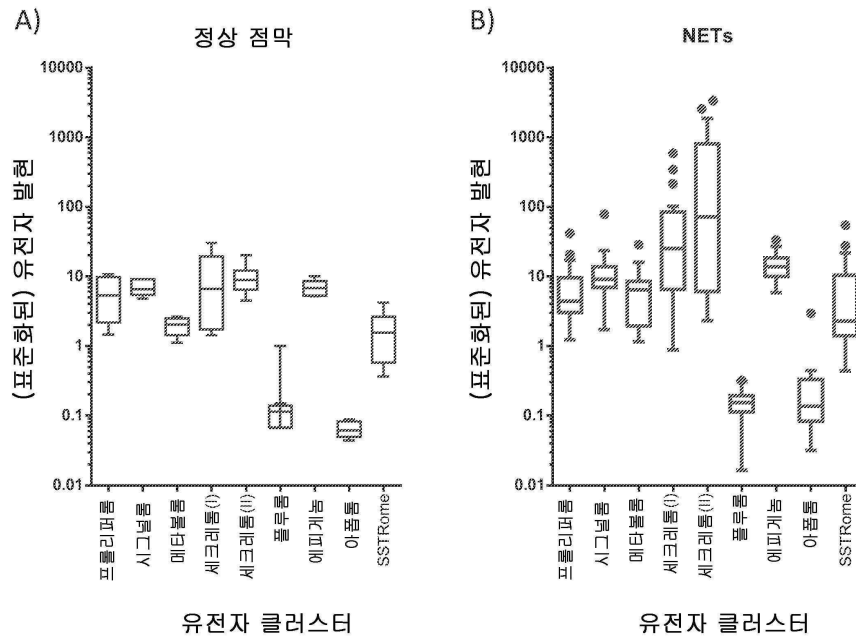 A)
정상 점막
(표준화된) 유전자 발현
10000
1000
100
10
1
0.1
0.01
프롤리퍼롬
시그널롬
메타볼롬
세크레톰(I)
세크레톰(II)
플루롬
에피게놈
아폽톰
SSTRome
유전자 클러스터
B)
NETs
(표준화된) 유전자 발현
10000
1000
100
10
1
0.1
0.01
프롤리퍼롬
시그널롬
메타볼롬
세크레톰(I)
세크레톰(II)
플루롬
에피게놈
아폽톰
SSTRome
유전자 클러스터